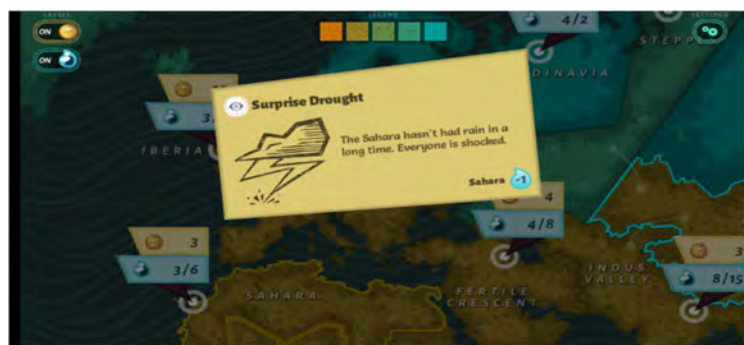 LABELS
LEGEND
SETTINGS
ON
ON
4/2
STEPP
DINAVIA
Surprise Drought
The Sahara hasn't had rain in a
long time. Everyone is shocked.
Sahara -1
IBERIA
4
4/8
3
3/6
SAHARA
FERTILE
CRESCENT
INDUS
VALLEY
3
8/15